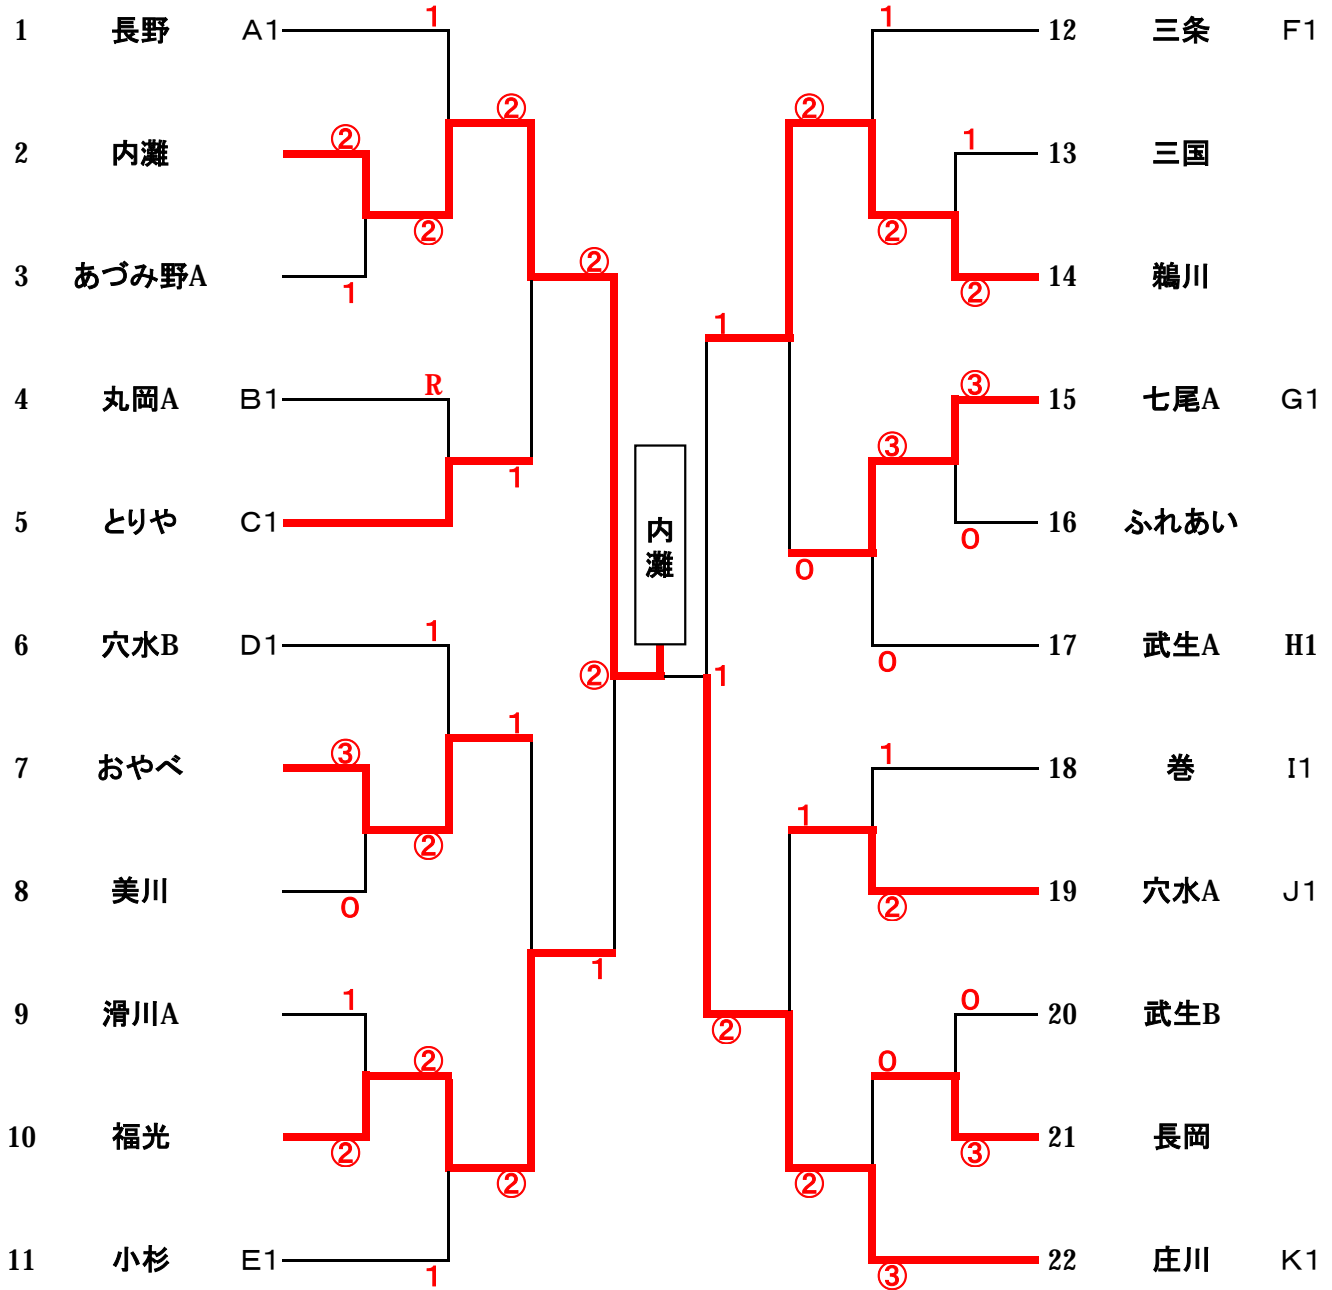 1 長野 A1 1
② 
2 内灘 ②
②
3 あづみ野A 1
②
4 丸岡A B1 R
1
5 とりや C1
内灘
②
6 穴水B D1 1
1
7 おやべ ③
②
8 美川 0
1
9 滑川A 1
②
10 福光 ②
②
11 小杉 E1 1
1 12 三条 F1
②
1 13 三国
②
② 14 鵜川
1
③ 15 七尾A G1
③
0 16 ふれあい
0
0 17 武生A H1
1
1 18 巻 I1
1
② 19 穴水A J1
②
0 20 武生B
0
③ 21 長岡
②
③ 22 庄川 K1